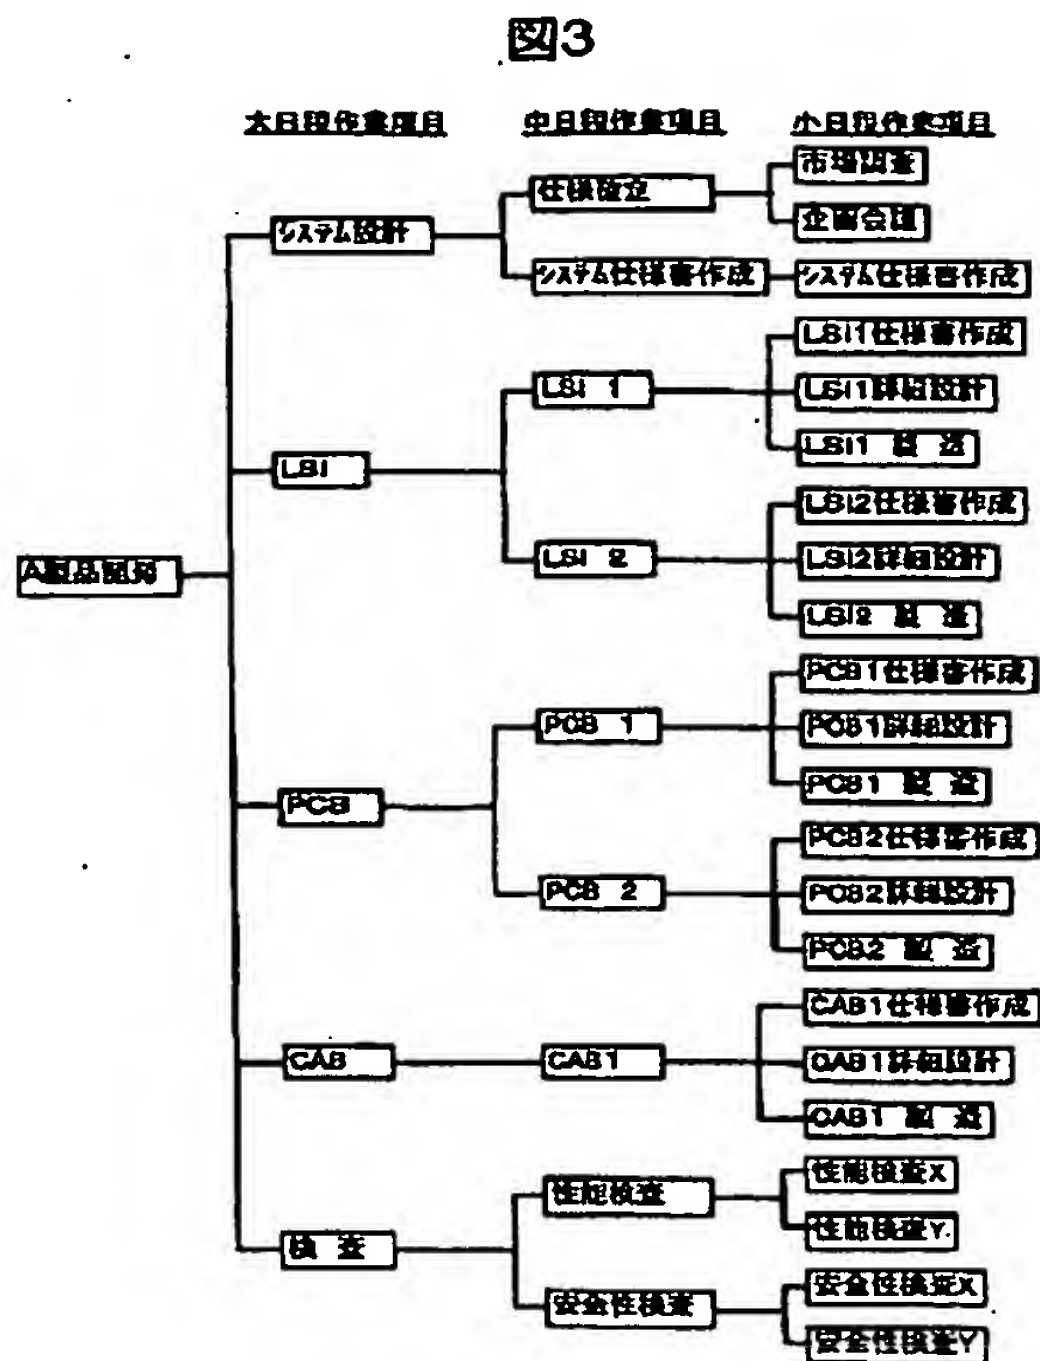 図3
大日程作業項目 中日程作業項目 小日程作業項目
市場調査
仕様確定
企画会議
システム設計
システム仕様書作成 システム仕様書作成
LSI1仕様書作成
LSI 1 LSI1詳細設計
LSI1 製 造
LSI
LSI2仕様書作成
LSI 2 LSI2詳細設計
A製品開発
LSI2 製 造
PCB1仕様書作成
PCB 1 PCB1詳細設計
PCB1 製 造
PCB
PCB2仕様書作成
PCB 2 PCB2詳細設計
PCB2 製 造
CAB1仕様書作成
CAB CAB1 CAB1詳細設計
CAB1 製 造
性能検査X
性能検査
性能検査Y
検 査
安全性検査X
安全性検査
安全性検査Y